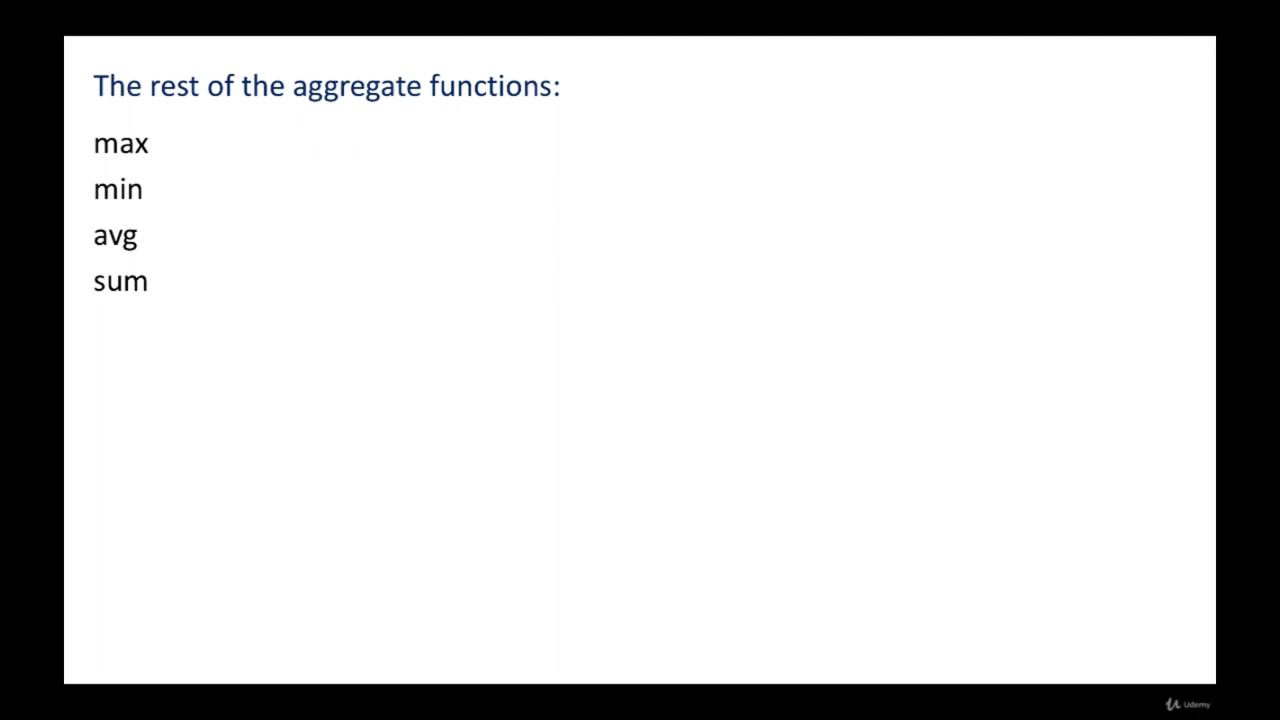 The rest of the aggregate functions:
max
min
avg
sum
Udemy